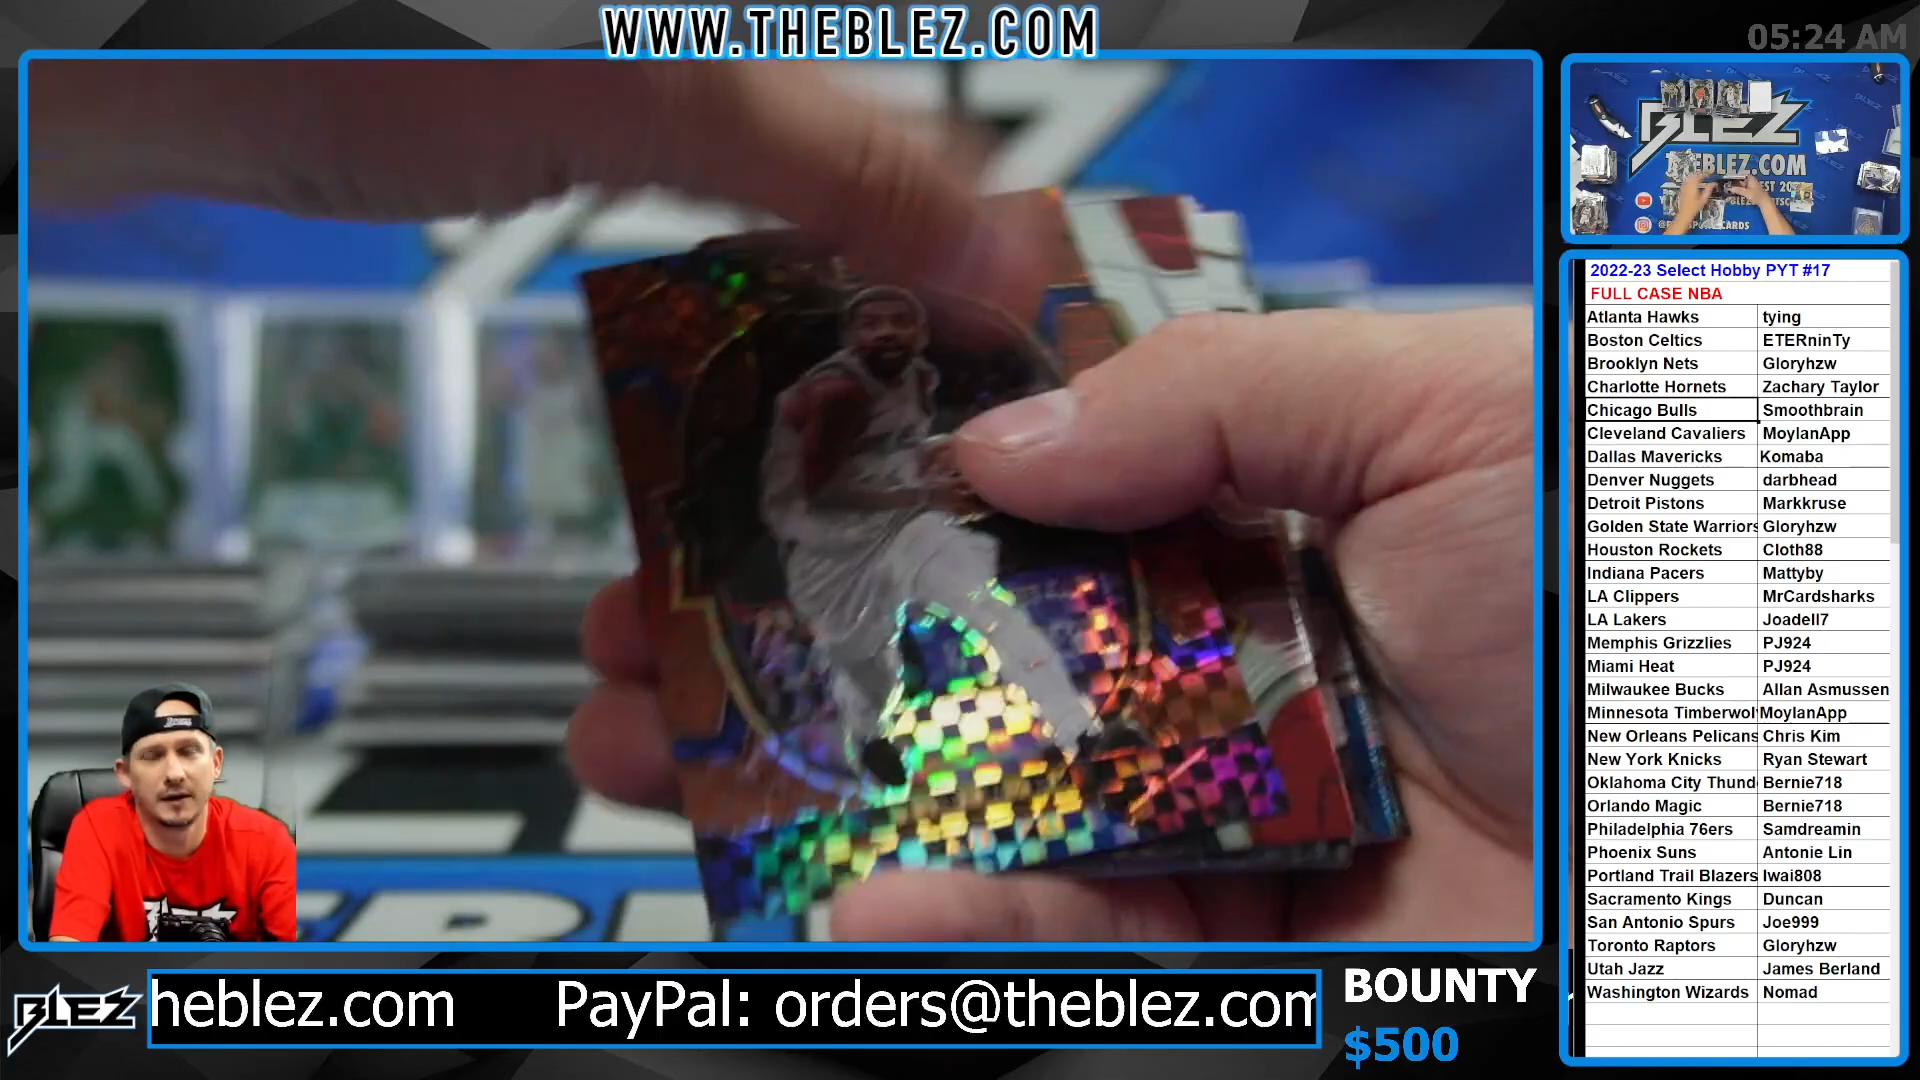 WWW.THEBLEZ.COM
05:24 AM
BLEZ
2022-23 Select Hobby PYT #17
FULL CASE NBA
Atlanta Hawks tying
Boston Celtics ETERninTy
Brooklyn Nets Gloryhzw
Charlotte Hornets Zachary Taylor
Chicago Bulls Smoothbrain
Cleveland Cavaliers MoylanApp
Dallas Mavericks Komaba
Denver Nuggets darbhead
Detroit Pistons Markkruse
Golden State Warriors Gloryhzw
Houston Rockets Cloth88
Indiana Pacers Mattyby
LA Clippers MrCardsharks
LA Lakers Joadell7
Memphis Grizzlies PJ924
Miami Heat PJ924
Milwaukee Bucks Allan Asmussen
Minnesota Timberwol MoylanApp
New Orleans Pelicans Chris Kim
New York Knicks Ryan Stewart
Oklahoma City Thund Bernie718
Orlando Magic Bernie718
Philadelphia 76ers Samdreamin
Phoenix Suns Antonie Lin
Portland Trail Blazers Iwai808
Sacramento Kings Duncan
San Antonio Spurs Joe999
Toronto Raptors Gloryhzw
Utah Jazz James Berland
Washington Wizards Nomad
BLEZ
heblez.com PayPal: orders@theblez.com
BOUNTY
$500